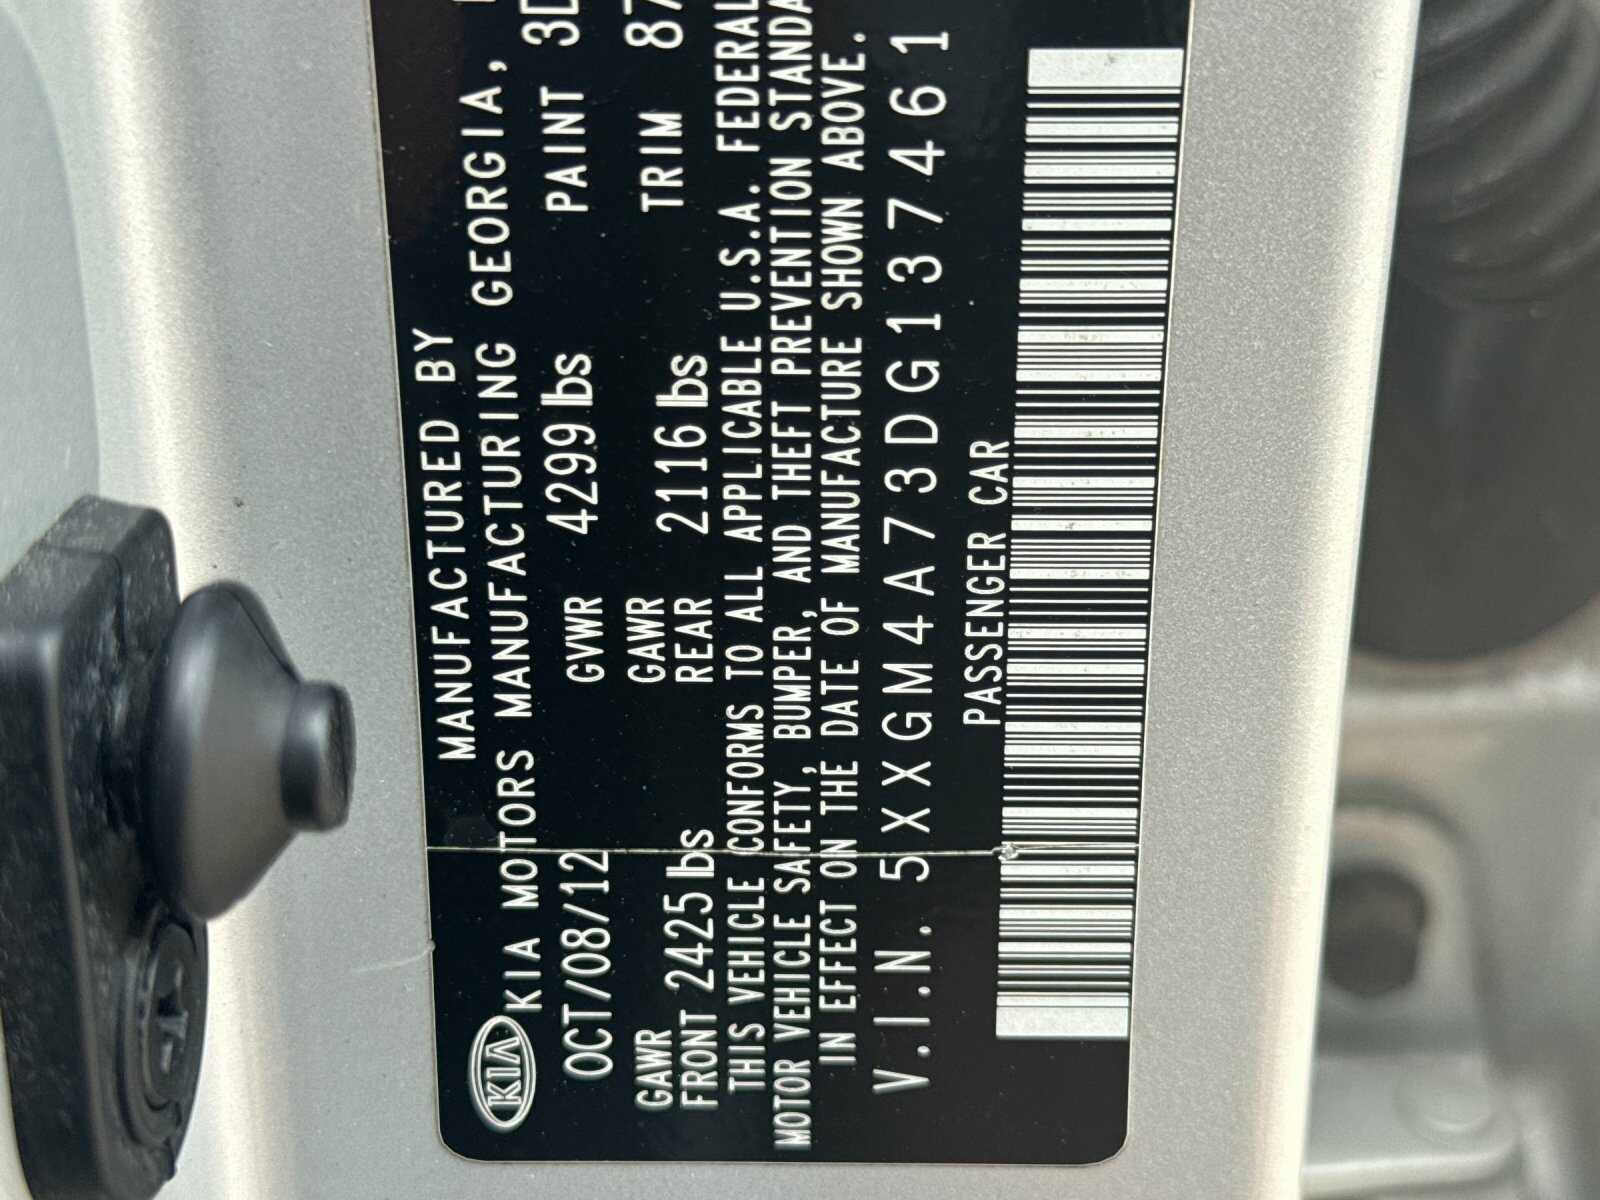 KIA
MANUFACTURED BY
KIA MOTORS MANUFACTURING GEORGIA,
OCT/08/12 GVWR 4299 lbs PAINT 3D
GAWR FRONT 2425 lbs GAWR REAR 2116 lbs TRIM 87
THIS VEHICLE CONFORMS TO ALL APPLICABLE U.S.A. FEDERAL
MOTOR VEHICLE SAFETY, BUMPER, AND THEFT PREVENTION STANDA
IN EFFECT ON THE DATE OF MANUFACTURE SHOWN ABOVE.
V.I.N. 5XXGM4A73DG137461
PASSENGER CAR